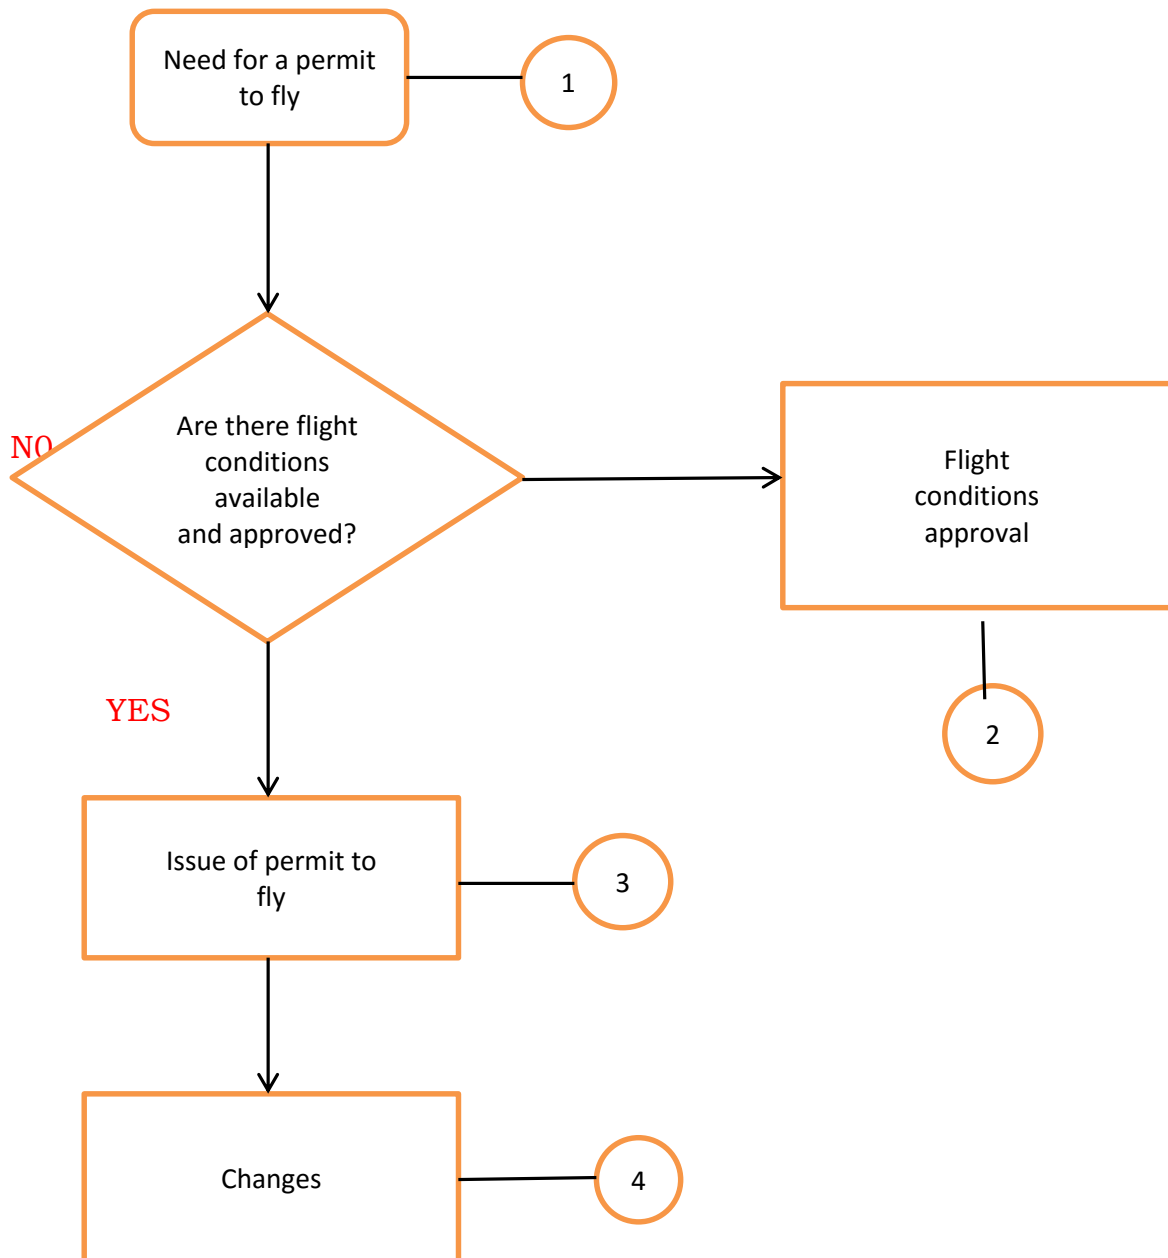 Need for a permit
to fly
1
Are there flight
conditions
available
and approved?
N0
Flight
conditions
approval
YES
2
Issue of permit to
fly
3
Changes
4